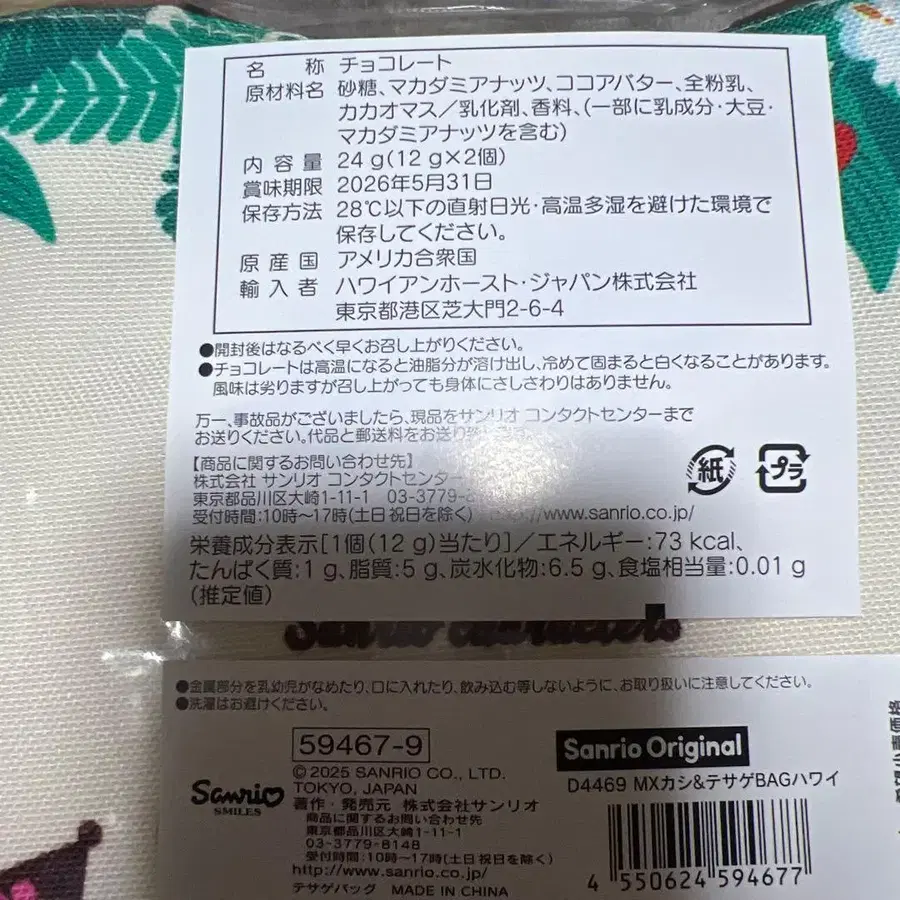 名　　称 チョコレート
原材料名 砂糖、マカダミアナッツ、ココアバター、全粉乳、
カカオマス／乳化剤、香料、(一部に乳成分・大豆・
マカダミアナッツを含む)
内 容 量 24 g(12 g×2個)
賞味期限 2026年5月31日
保存方法 28℃以下の直射日光・高温多湿を避けた環境で
保存してください。
原 産 国 アメリカ合衆国
輸 入 者 ハワイアンホースト・ジャパン株式会社
東京都港区芝大門2-6-4
●開封後はなるべく早くお召し上がりください。
●チョコレートは高温になると油脂分が溶け出し、冷めて固まると白くなることがあります。
風味は劣りますが召し上がっても身体にさしさわりはありません。
万一、事故品がございましたら、現品をサンリオ コンタクトセンターまで
お送りください。代品と郵送料をお送り致します。
【商品に関するお問い合わせ先】
株式会社 サンリオ コンタクトセンター
東京都品川区大崎1-11-1 03-3779-8
受付時間:10時〜17時(土日祝日を除く) ://www.sanrio.co.jp/
紙 プラ
栄養成分表示[1個(12 g)当たり]／エネルギー:73 kcal、
たんぱく質:1 g、脂質:5 g、炭水化物:6.5 g、食塩相当量:0.01 g
(推定値)
Sanrio characters
●金属部分を乳幼児がなめたり、口に入れたり、飲み込む等しないように、お取り扱いに注意してください。
●洗濯はお避けください。
59467-9
© 2025 SANRIO CO., LTD.
TOKYO, JAPAN
著作・発売元 株式会社サンリオ
商品に関するお問い合わせ先
東京都品川区大崎1-11-1
03-3779-8148
受付時間:10時〜17時(土日祝日を除く)
http://www.sanrio.co.jp/
テサゲバッグ MADE IN CHINA
Sanrio
SMILES
Sanrio Original
D4469 MXカシ&テサゲBAGハワイ
4 550624 594677